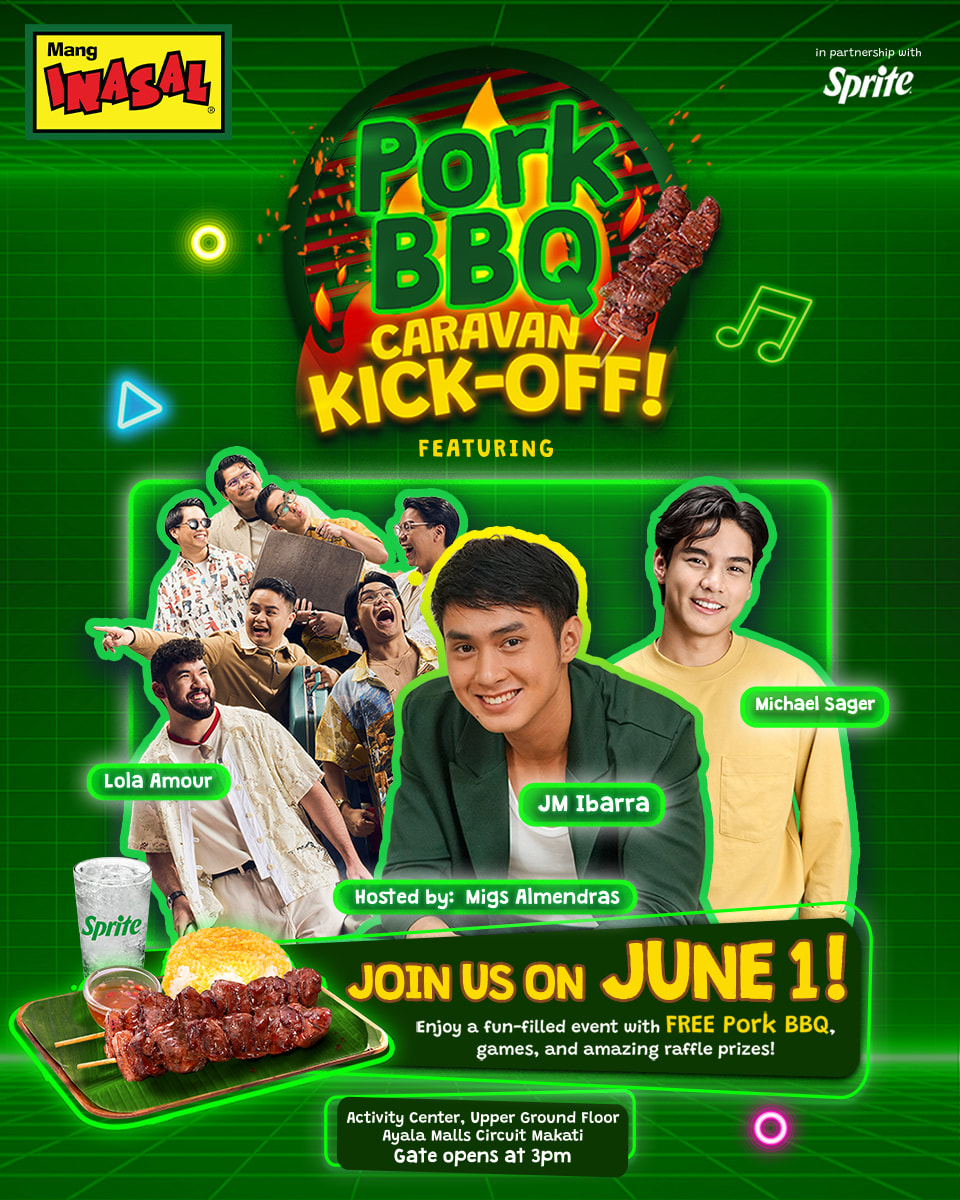 Mang
INASAL
®
in partnership with
Sprite
Pork
BBQ
CARAVAN
KICK-OFF!
FEATURING
Michael Sager
Lola Amour
JM Ibarra
Hosted by: Migs Almendras
Sprite
JOIN US ON JUNE 1!
Enjoy a fun-filled event with FREE Pork BBQ,
games, and amazing raffle prizes!
Activity Center, Upper Ground Floor
Ayala Malls Circuit Makati
Gate opens at 3pm